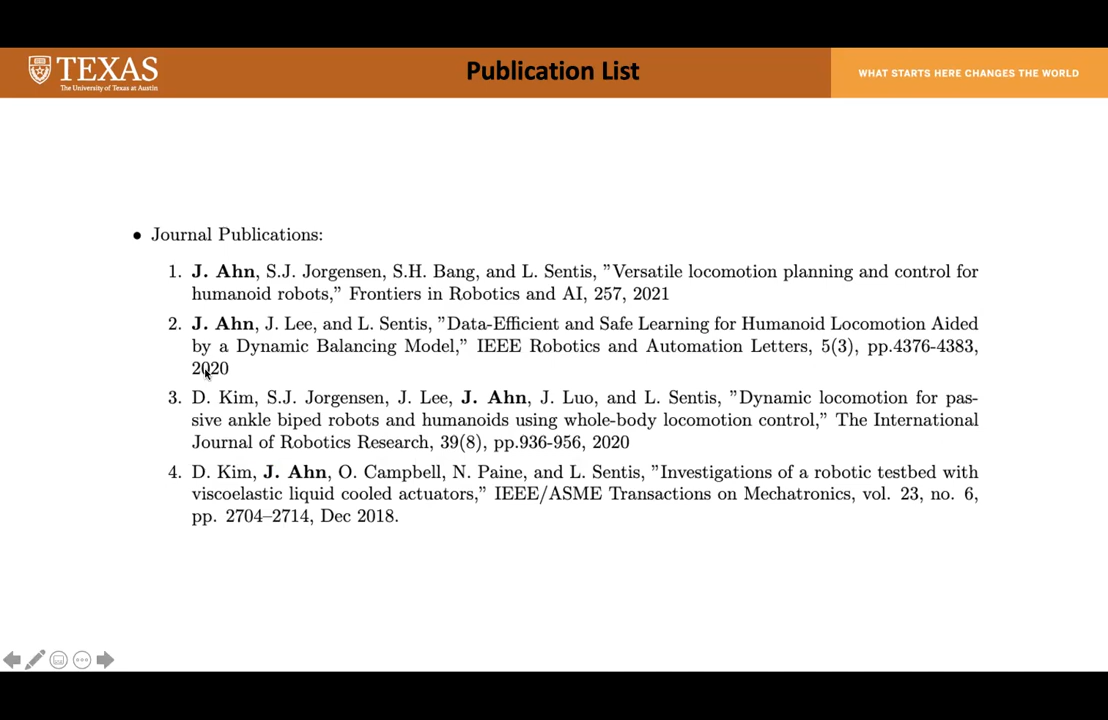 TEXAS
The University of Texas at Austin
Publication List
WHAT STARTS HERE CHANGES THE WORLD
• Journal Publications:
1. J. Ahn, S.J. Jorgensen, S.H. Bang, and L. Sentis, ”Versatile locomotion planning and control for
humanoid robots,” Frontiers in Robotics and AI, 257, 2021
2. J. Ahn, J. Lee, and L. Sentis, ”Data-Efficient and Safe Learning for Humanoid Locomotion Aided
by a Dynamic Balancing Model,” IEEE Robotics and Automation Letters, 5(3), pp.4376-4383,
2020
3. D. Kim, S.J. Jorgensen, J. Lee, J. Ahn, J. Luo, and L. Sentis, ”Dynamic locomotion for pas-
sive ankle biped robots and humanoids using whole-body locomotion control,” The International
Journal of Robotics Research, 39(8), pp.936-956, 2020
4. D. Kim, J. Ahn, O. Campbell, N. Paine, and L. Sentis, ”Investigations of a robotic testbed with
viscoelastic liquid cooled actuators,” IEEE/ASME Transactions on Mechatronics, vol. 23, no. 6,
pp. 2704–2714, Dec 2018.